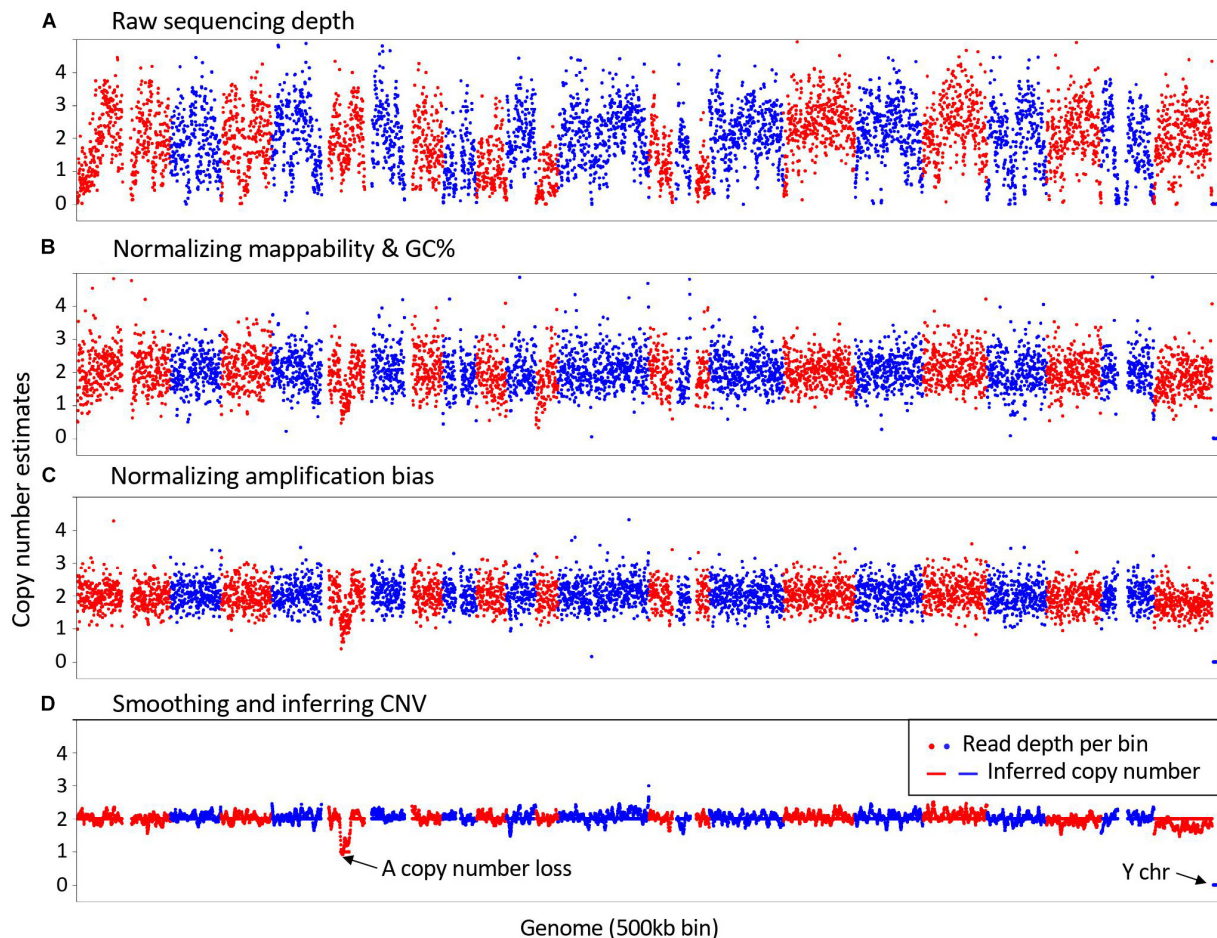 A Raw sequencing depth
4
3
2
1
0
B Normalizing mappability & GC%
4
3
2
1
0
C Normalizing amplification bias
4
3
2
1
0
D Smoothing and inferring CNV
4
3
2
1
0
Copy number estimates
Read depth per bin
Inferred copy number
A copy number loss
Y chr
Genome (500kb bin)